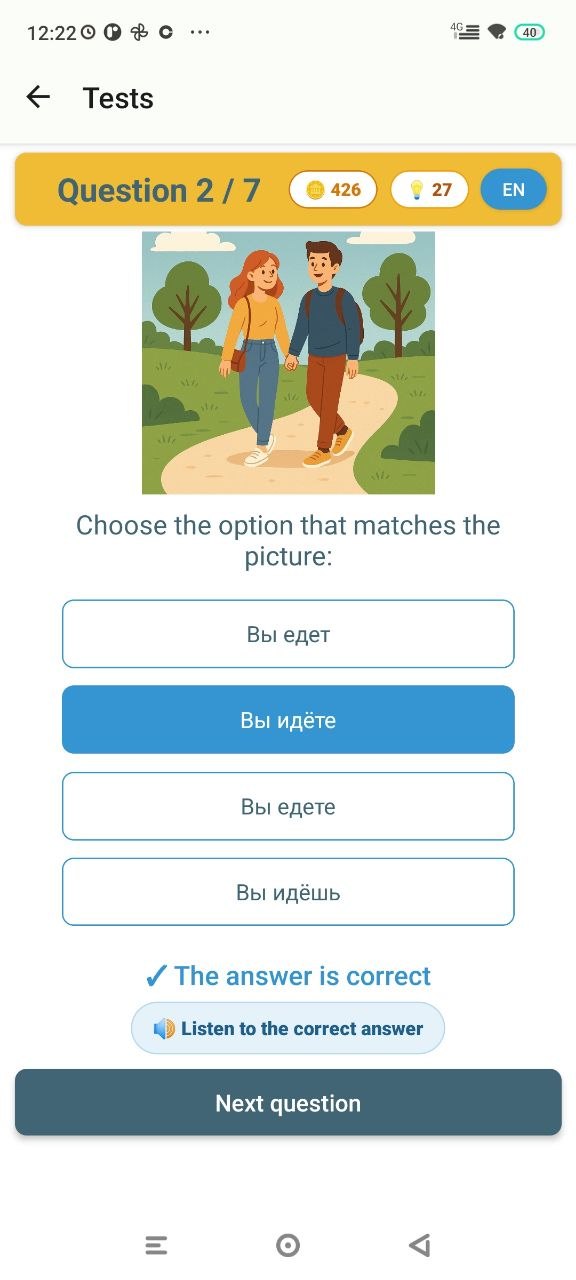 12:22
4G
40
Tests
Question 2 / 7
426
27
EN
Choose the option that matches the
picture:
Вы едет
Вы идёте
Вы едете
Вы идёшь
✓ The answer is correct
Listen to the correct answer
Next question